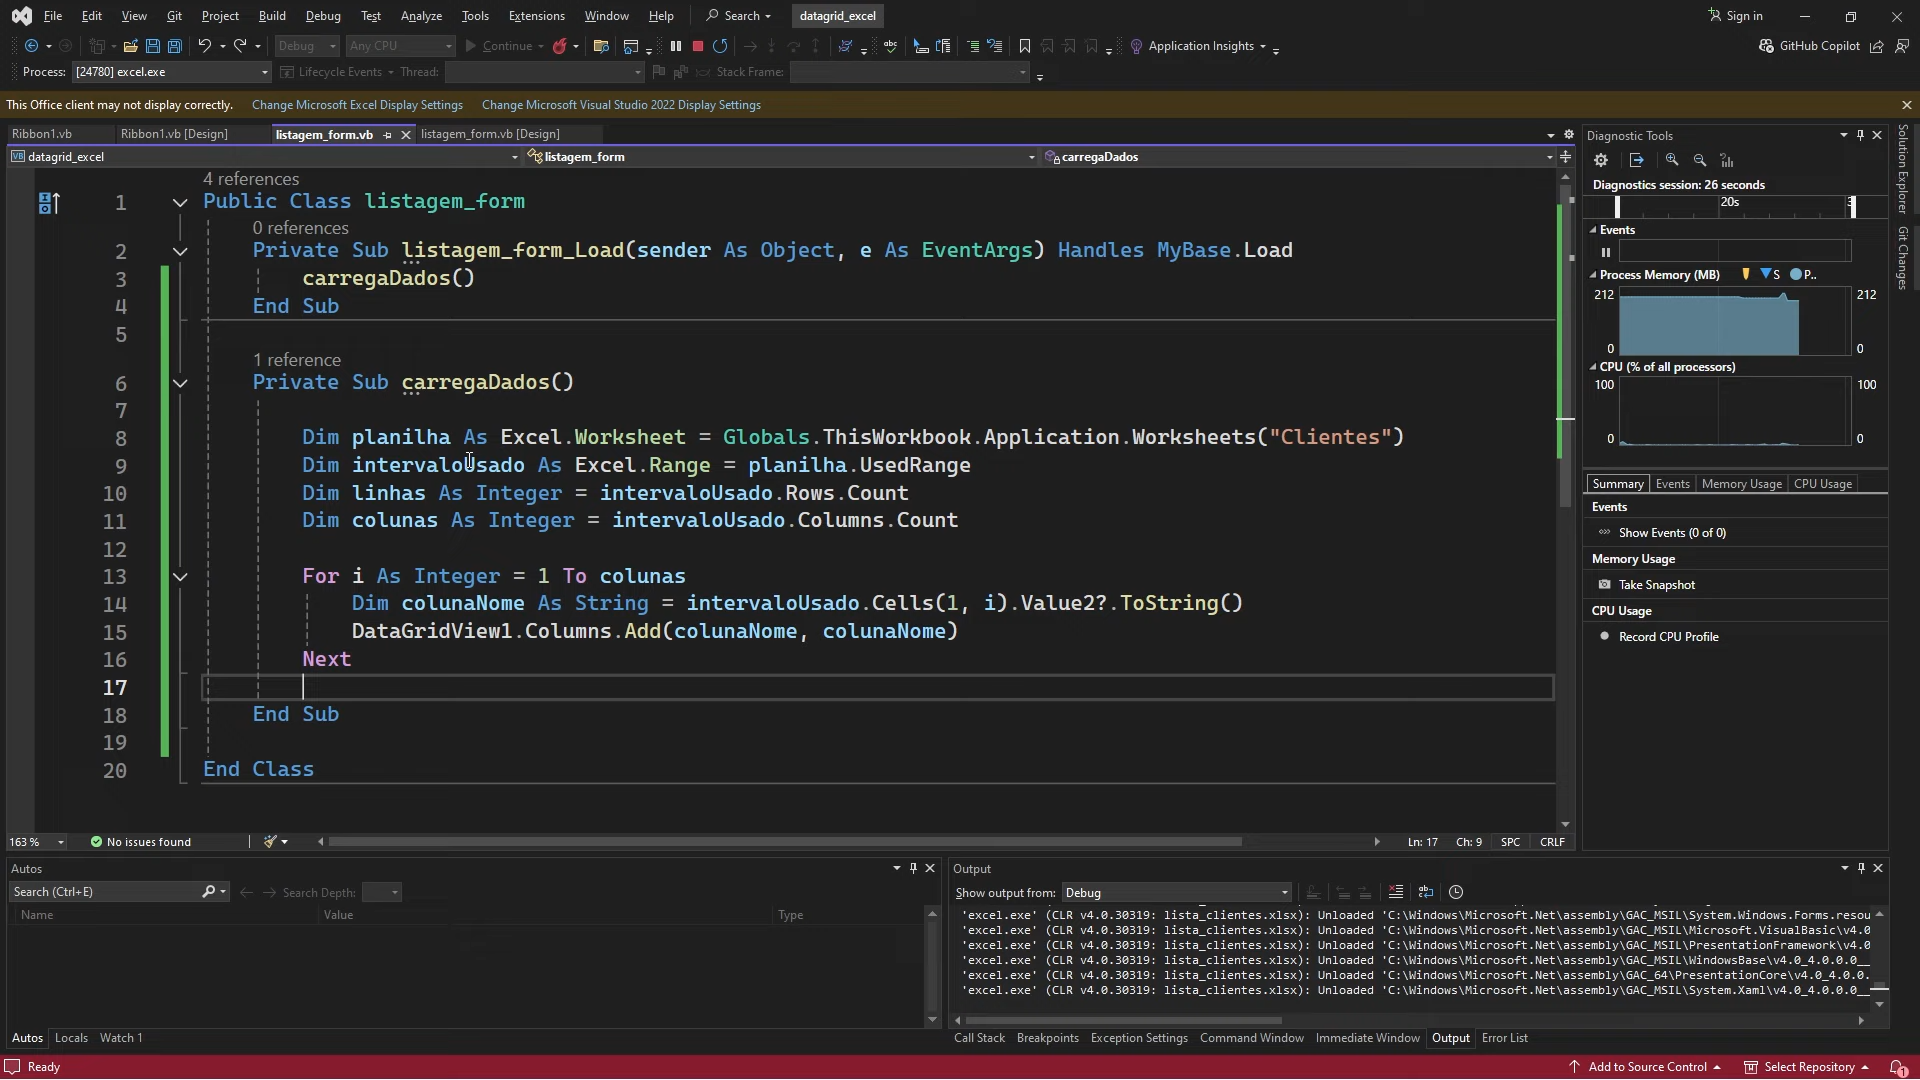 File Edit View Git Project Build Debug Test Analyze Tools Extensions Window Help Search datagrid_excel Sign in
Debug Any CPU Continue Application Insights GitHub Copilot
Process: [24780] excel.exe Lifecycle Events Thread: Stack Frame:
This Office client may not display correctly. Change Microsoft Excel Display Settings Change Microsoft Visual Studio 2022 Display Settings
Ribbon1.vb Ribbon1.vb [Design] listagem_form.vb listagem_form.vb [Design]
datagrid_excel listagem_form carregaDados
4 references
1 Public Class listagem_form
0 references
2 Private Sub listagem_form_Load(sender As Object, e As EventArgs) Handles MyBase.Load
3 carregaDados()
4 End Sub
5
1 reference
6 Private Sub carregaDados()
7
8 Dim planilha As Excel.Worksheet = Globals.ThisWorkbook.Application.Worksheets("Clientes")
9 Dim intervaloUsado As Excel.Range = planilha.UsedRange
10 Dim linhas As Integer = intervaloUsado.Rows.Count
11 Dim colunas As Integer = intervaloUsado.Columns.Count
12
13 For i As Integer = 1 To colunas
14 Dim colunaNome As String = intervaloUsado.Cells(1, i).Value2?.ToString()
15 DataGridView1.Columns.Add(colunaNome, colunaNome)
16 Next
17
18 End Sub
19
20 End Class
163 % No issues found Ln: 17 Ch: 9 SPC CRLF
Diagnostic Tools
Diagnostics session: 26 seconds
20s
Events
Process Memory (MB) S P..
212 212
0 0
CPU (% of all processors)
100 100
0 0
Summary Events Memory Usage CPU Usage
Events
Show Events (0 of 0)
Memory Usage
Take Snapshot
CPU Usage
Record CPU Profile
Solution Explorer
Git Changes
Autos
Search (Ctrl+E) Search Depth:
Name Value Type
Autos Locals Watch 1
Output
Show output from: Debug
'excel.exe' (CLR v4.0.30319: lista_clientes.xlsx): Unloaded 'C:\Windows\Microsoft.Net\assembly\GAC_MSIL\System.Windows.Forms.resou
'excel.exe' (CLR v4.0.30319: lista_clientes.xlsx): Unloaded 'C:\Windows\Microsoft.Net\assembly\GAC_MSIL\Microsoft.VisualBasic\v4.0
'excel.exe' (CLR v4.0.30319: lista_clientes.xlsx): Unloaded 'C:\Windows\Microsoft.Net\assembly\GAC_MSIL\PresentationFramework\v4.0
'excel.exe' (CLR v4.0.30319: lista_clientes.xlsx): Unloaded 'C:\Windows\Microsoft.Net\assembly\GAC_MSIL\WindowsBase\v4.0_4.0.0.0__
'excel.exe' (CLR v4.0.30319: lista_clientes.xlsx): Unloaded 'C:\Windows\Microsoft.Net\assembly\GAC_64\PresentationCore\v4.0_4.0.0.
'excel.exe' (CLR v4.0.30319: lista_clientes.xlsx): Unloaded 'C:\Windows\Microsoft.Net\assembly\GAC_MSIL\System.Xaml\v4.0_4.0.0.0__
Call Stack Breakpoints Exception Settings Command Window Immediate Window Output Error List
Ready Add to Source Control Select Repository 1